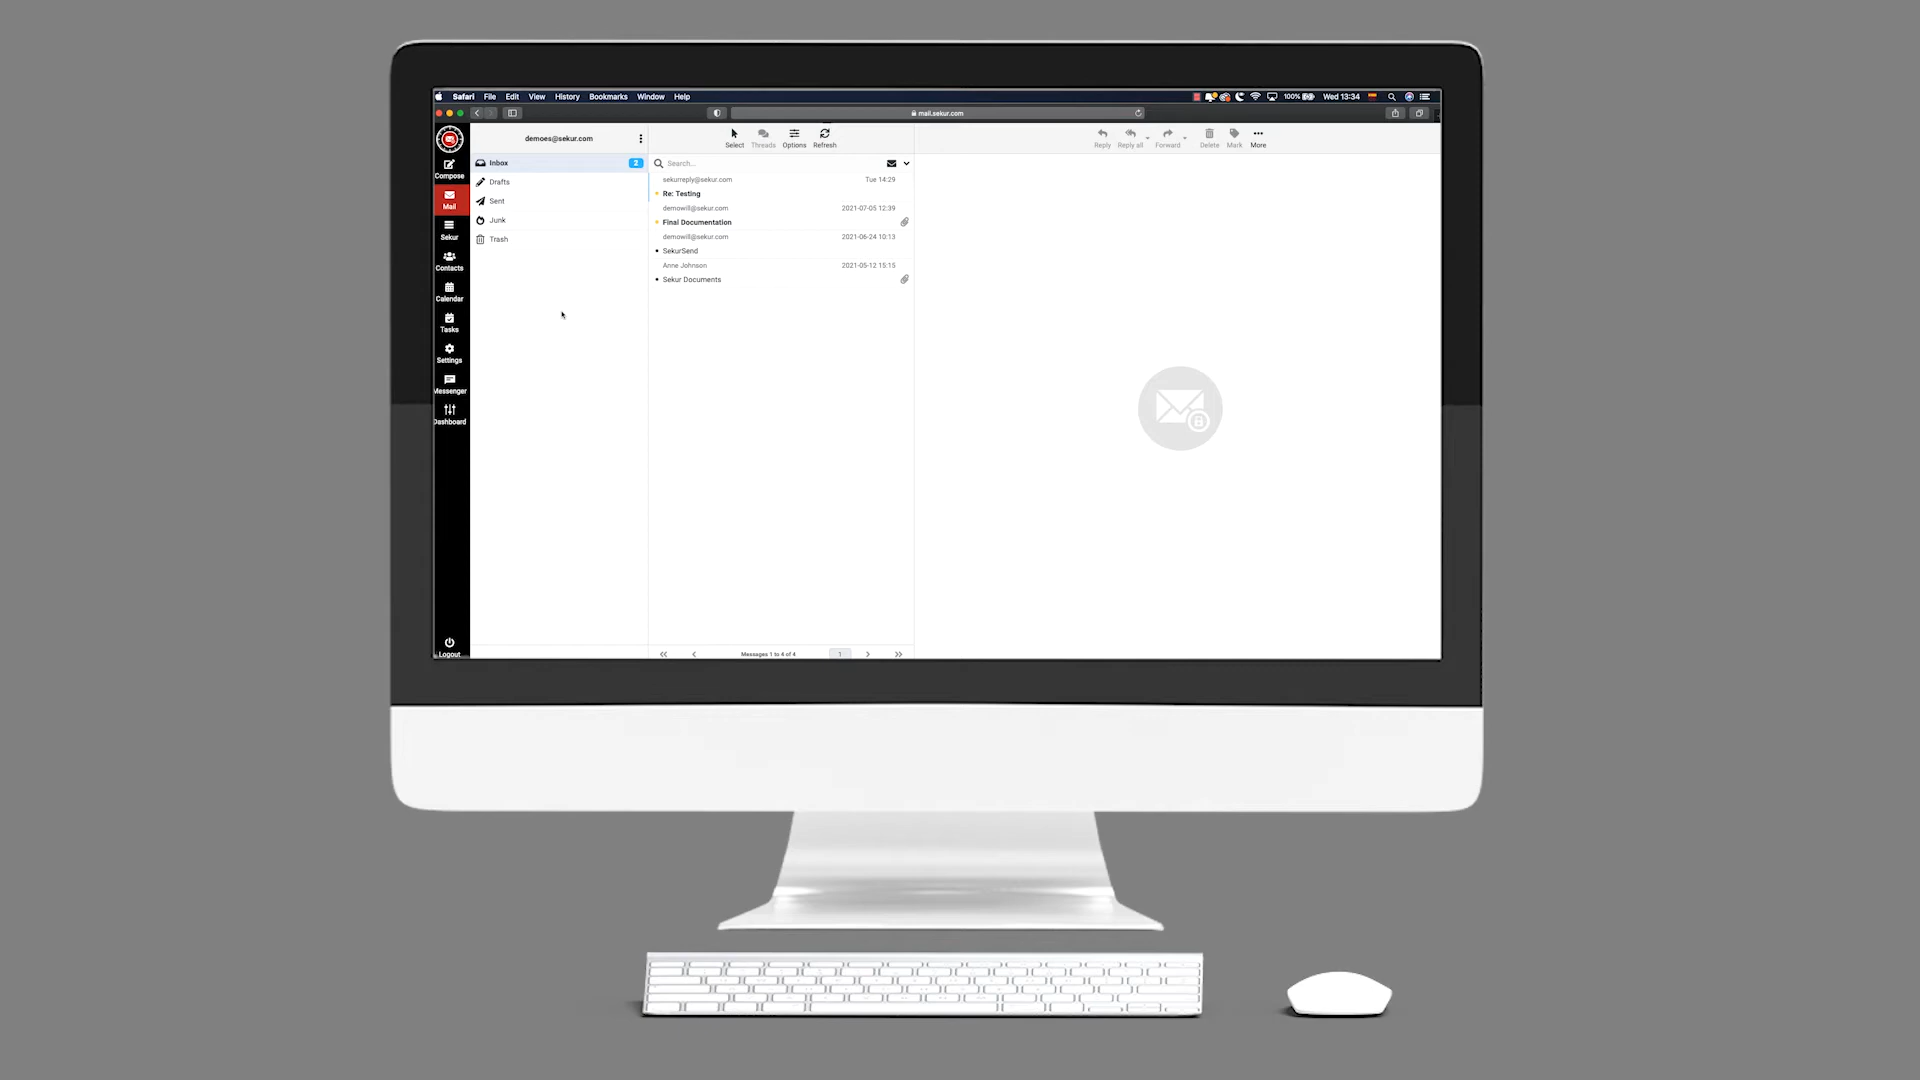 Safari File Edit View History Bookmarks Window Help 100% Wed 13:34
mail.sekur.com
demoes@sekur.com
Select Threads Options Refresh
Reply Reply all Forward Delete Mark More
Compose
Mail
Sekur
Contacts
Calendar
Tasks
Settings
Messenger
Dashboard
Logout
Inbox 2
Drafts
Sent
Junk
Trash
Search...
sekurreply@sekur.com Tue 14:29
Re: Testing
demowill@sekur.com 2021-07-05 12:39
Final Documentation
demowill@sekur.com 2021-06-24 10:13
SekurSend
Anne Johnson 2021-05-12 15:15
Sekur Documents
Messages 1 to 4 of 4 1